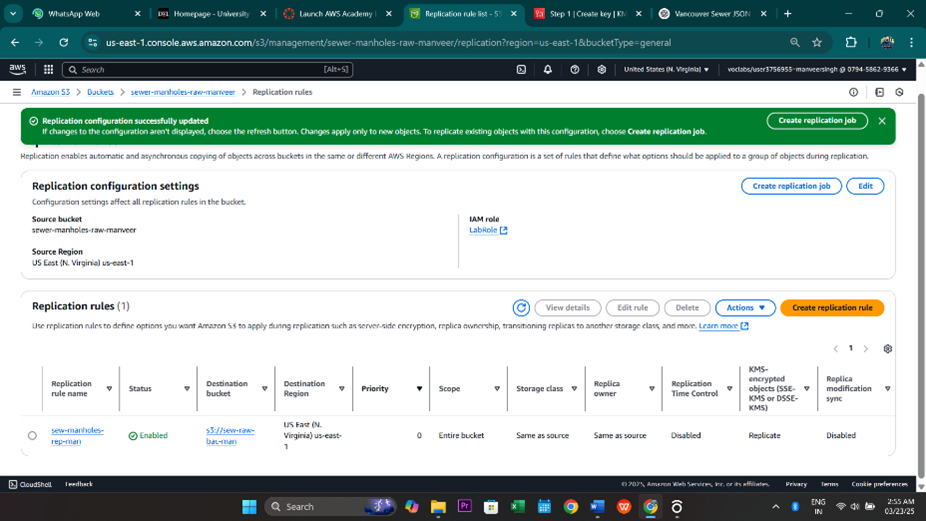 WhatsApp Web
Homepage - University
Launch AWS Academy
Replication rule list - S3
Step 1 | Create key | KM
Vancouver Sewer JSON
us-east-1.console.aws.amazon.com/s3/management/sewer-manholes-raw-manveer/replication?region=us-east-1&bucketType=general
aws
Search
[Alt+S]
United States (N. Virginia)
voclabs/user3756955-manveersingh @ 0794-5862-9366
Amazon S3
Buckets
sewer-manholes-raw-manveer
Replication rules
Replication configuration successfully updated
If changes to the configuration aren't displayed, choose the refresh button. Changes apply only to new objects. To replicate existing objects with this configuration, choose Create replication job.
Create replication job
Replication enables automatic and asynchronous copying of objects across buckets in the same or different AWS Regions. A replication configuration is a set of rules that define what options should be applied to a group of objects during replication.
Replication configuration settings
Create replication job
Edit
Configuration settings affect all replication rules in the bucket.
Source bucket
sewer-manholes-raw-manveer
IAM role
LabRole
Source Region
US East (N. Virginia) us-east-1
Replication rules (1)
View details
Edit rule
Delete
Actions
Create replication rule
Use replication rules to define options you want Amazon S3 to apply during replication such as server-side encryption, replica ownership, transitioning replicas to another storage class, and more. Learn more
1
Replication
rule name
Status
Destination
bucket
Destination
Region
Priority
Scope
Storage class
Replica
owner
Replication
Time Control
KMS-
encrypted
objects (SSE-
KMS or DSSE-
KMS)
Replica
modification
sync
sew-manholes-
rep-man
Enabled
s3://sew-raw-
bac-man
US East (N.
Virginia) us-east-
1
0
Entire bucket
Same as source
Same as source
Disabled
Replicate
Disabled
CloudShell
Feedback
© 2025, Amazon Web Services, Inc. or its affiliates.
Privacy
Terms
Cookie preferences
Search
ENG
IN
2:55 AM
03/23/25